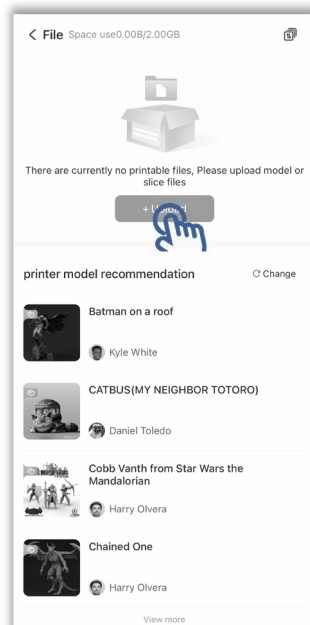 File Space use0.00B/2.00GB
There are currently no printable files, Please upload model or
slice files
+ Upload
printer model recommendation
Change
Batman on a roof
Kyle White
CATBUS(MY NEIGHBOR TOTORO)
Daniel Toledo
Cobb Vanth from Star Wars the
Mandalorian
Harry Olvera
Chained One
Harry Olvera
View more